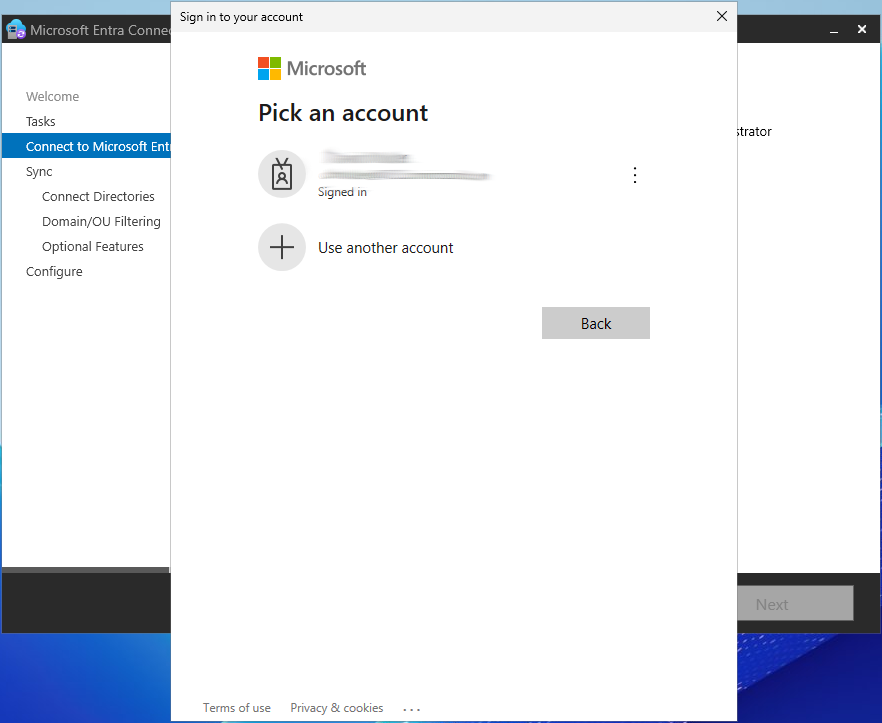 Sign in to your account
Microsoft Entra Connec
Microsoft
Welcome
Tasks
Connect to Microsoft Entr
Sync
Connect Directories
Domain/OU Filtering
Optional Features
Configure
Pick an account
Signed in
Use another account
Back
strator
Next
Terms of use
Privacy & cookies
...